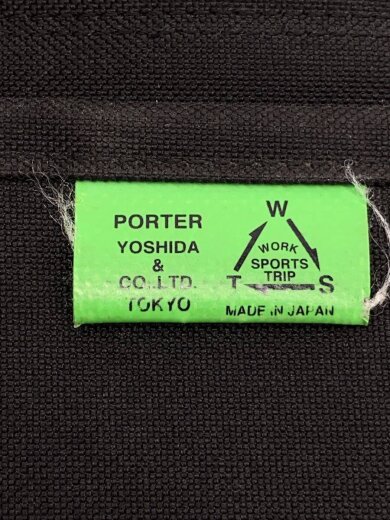 PORTER
YOSHIDA
&
CO.,LTD.
TOKYO
W
WORK
SPORTS
TRIP
T S
MADE IN JAPAN